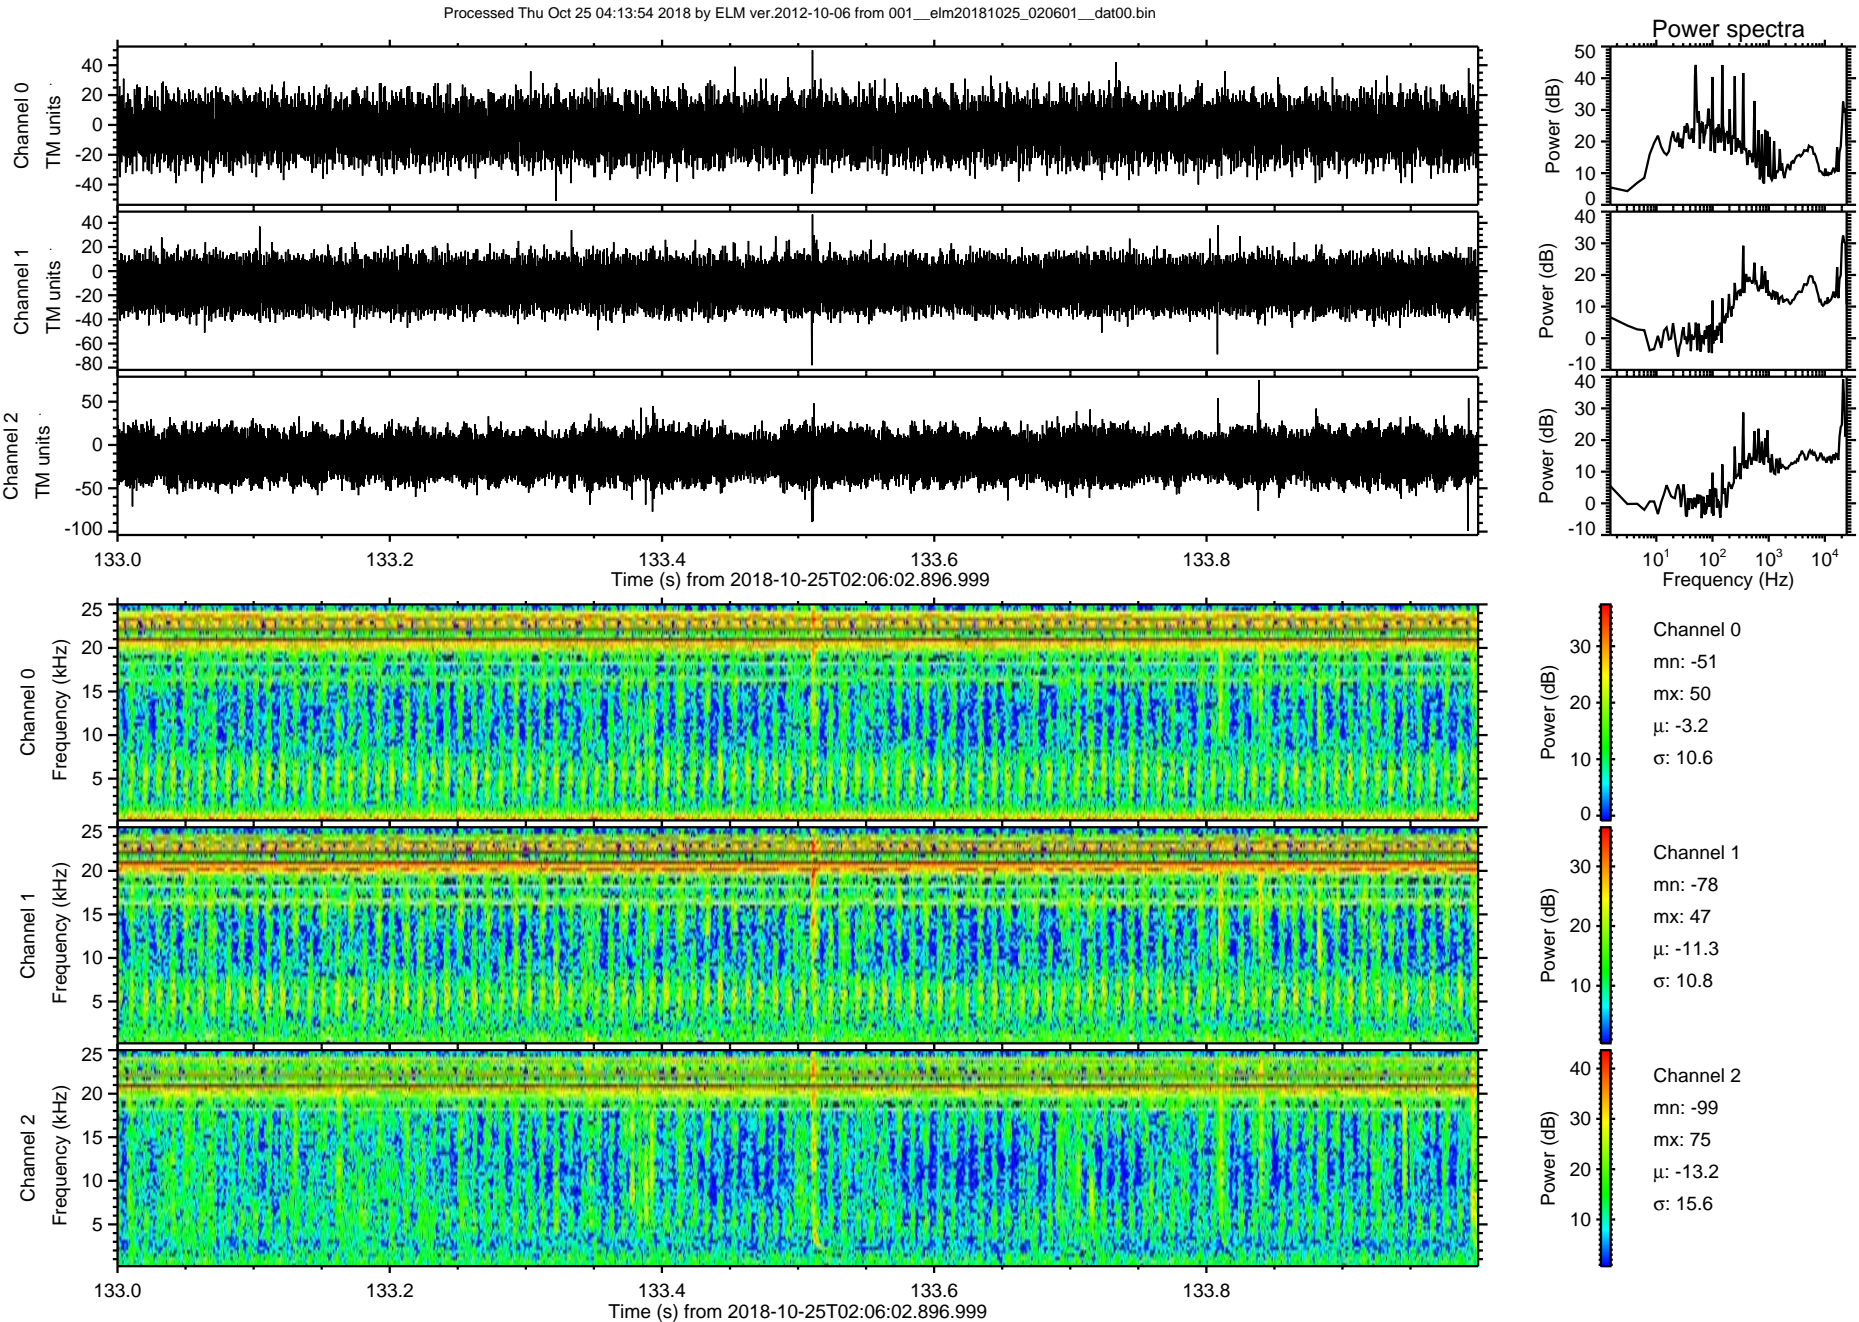 Processed Thu Oct 25 04:13:54 2018 by ELM ver.2012-10-06 from 001__elm20181025_020601__dat00.bin
Power spectra
Channel 0
TM units
40
20
0
-20
-40
Power (dB)
50
40
30
20
10
0
Channel 1
TM units
40
20
0
-20
-40
-60
-80
Power (dB)
40
30
20
10
0
-10
Channel 2
TM units
50
0
-50
-100
Power (dB)
40
30
20
10
0
-10
133.0 133.2 133.4 133.6 133.8
Time (s) from 2018-10-25T02:06:02.896.999
10¹ 10² 10³ 10⁴
Frequency (Hz)
Channel 0
Frequency (kHz)
25
20
15
10
5
Power (dB)
30
20
10
0
Channel 0
mn: -51
mx: 50
μ: -3.2
σ: 10.6
Channel 1
Frequency (kHz)
25
20
15
10
5
Power (dB)
30
20
10
Channel 1
mn: -78
mx: 47
μ: -11.3
σ: 10.8
Channel 2
Frequency (kHz)
25
20
15
10
5
Power (dB)
40
30
20
10
Channel 2
mn: -99
mx: 75
μ: -13.2
σ: 15.6
133.0 133.2 133.4 133.6 133.8
Time (s) from 2018-10-25T02:06:02.896.999